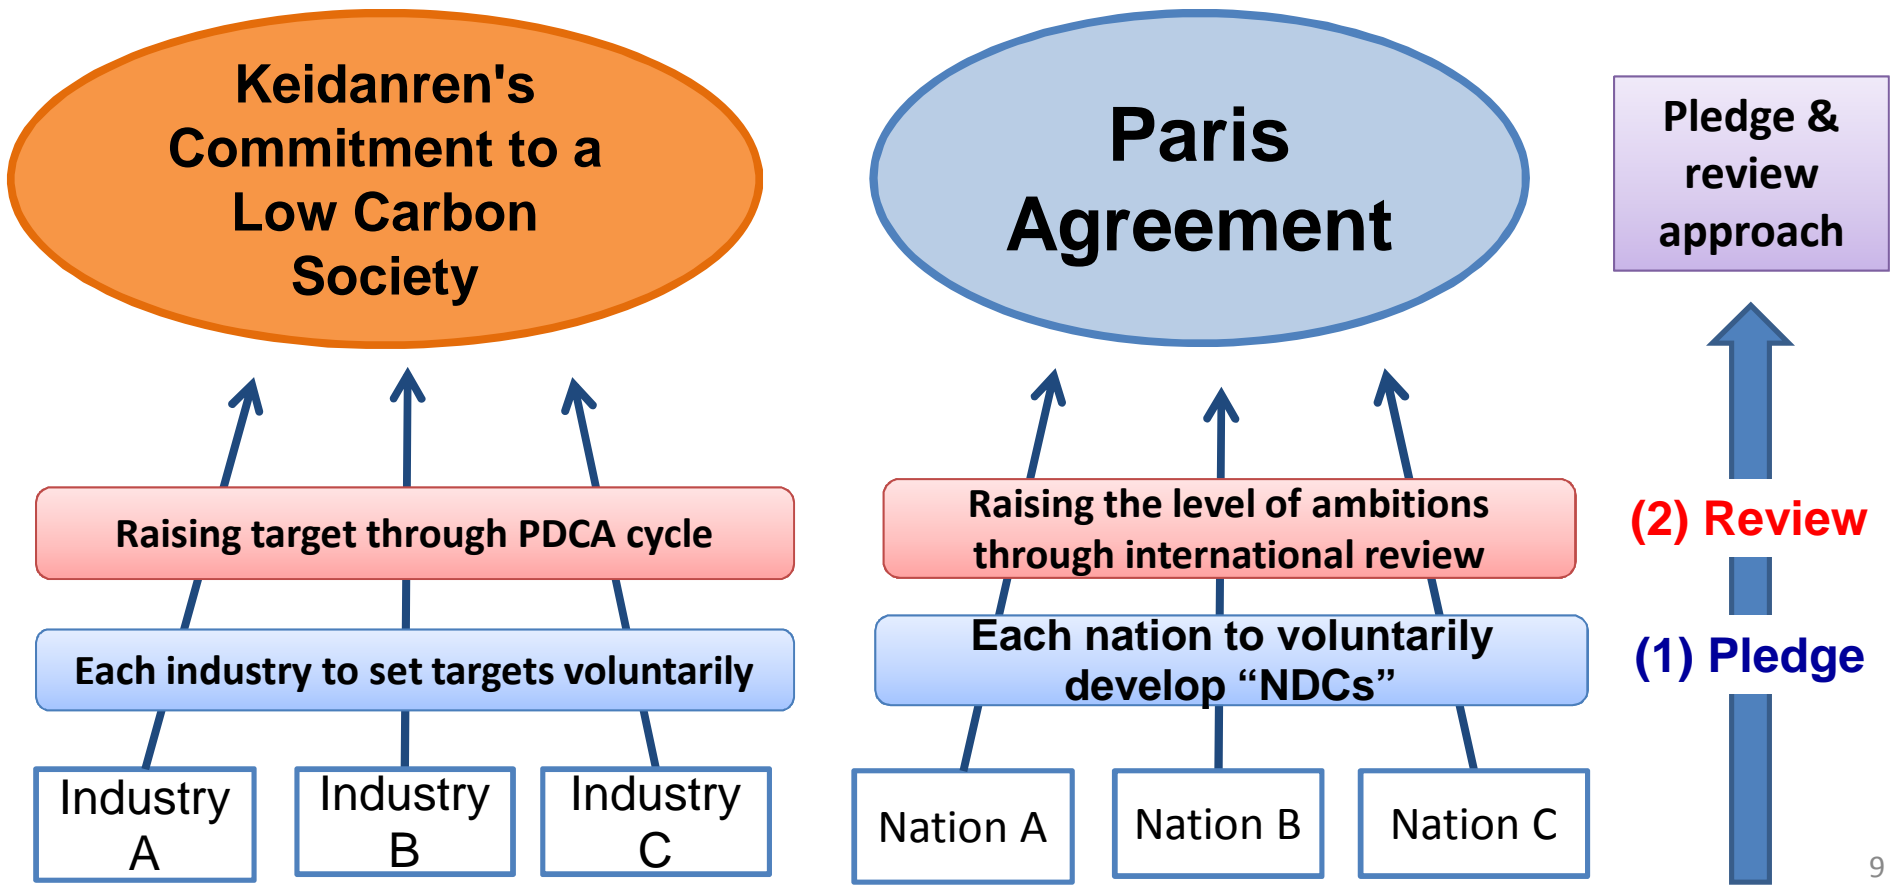 Keidanren's
Commitment to a
Low Carbon
Society
Paris
Agreement
Pledge &
review
approach
Raising target through PDCA cycle
Raising the level of ambitions
through international review
(2) Review
Each industry to set targets voluntarily
Each nation to voluntarily
develop “NDCs”
(1) Pledge
Industry
A
Industry
B
Industry
C
Nation A
Nation B
Nation C
9